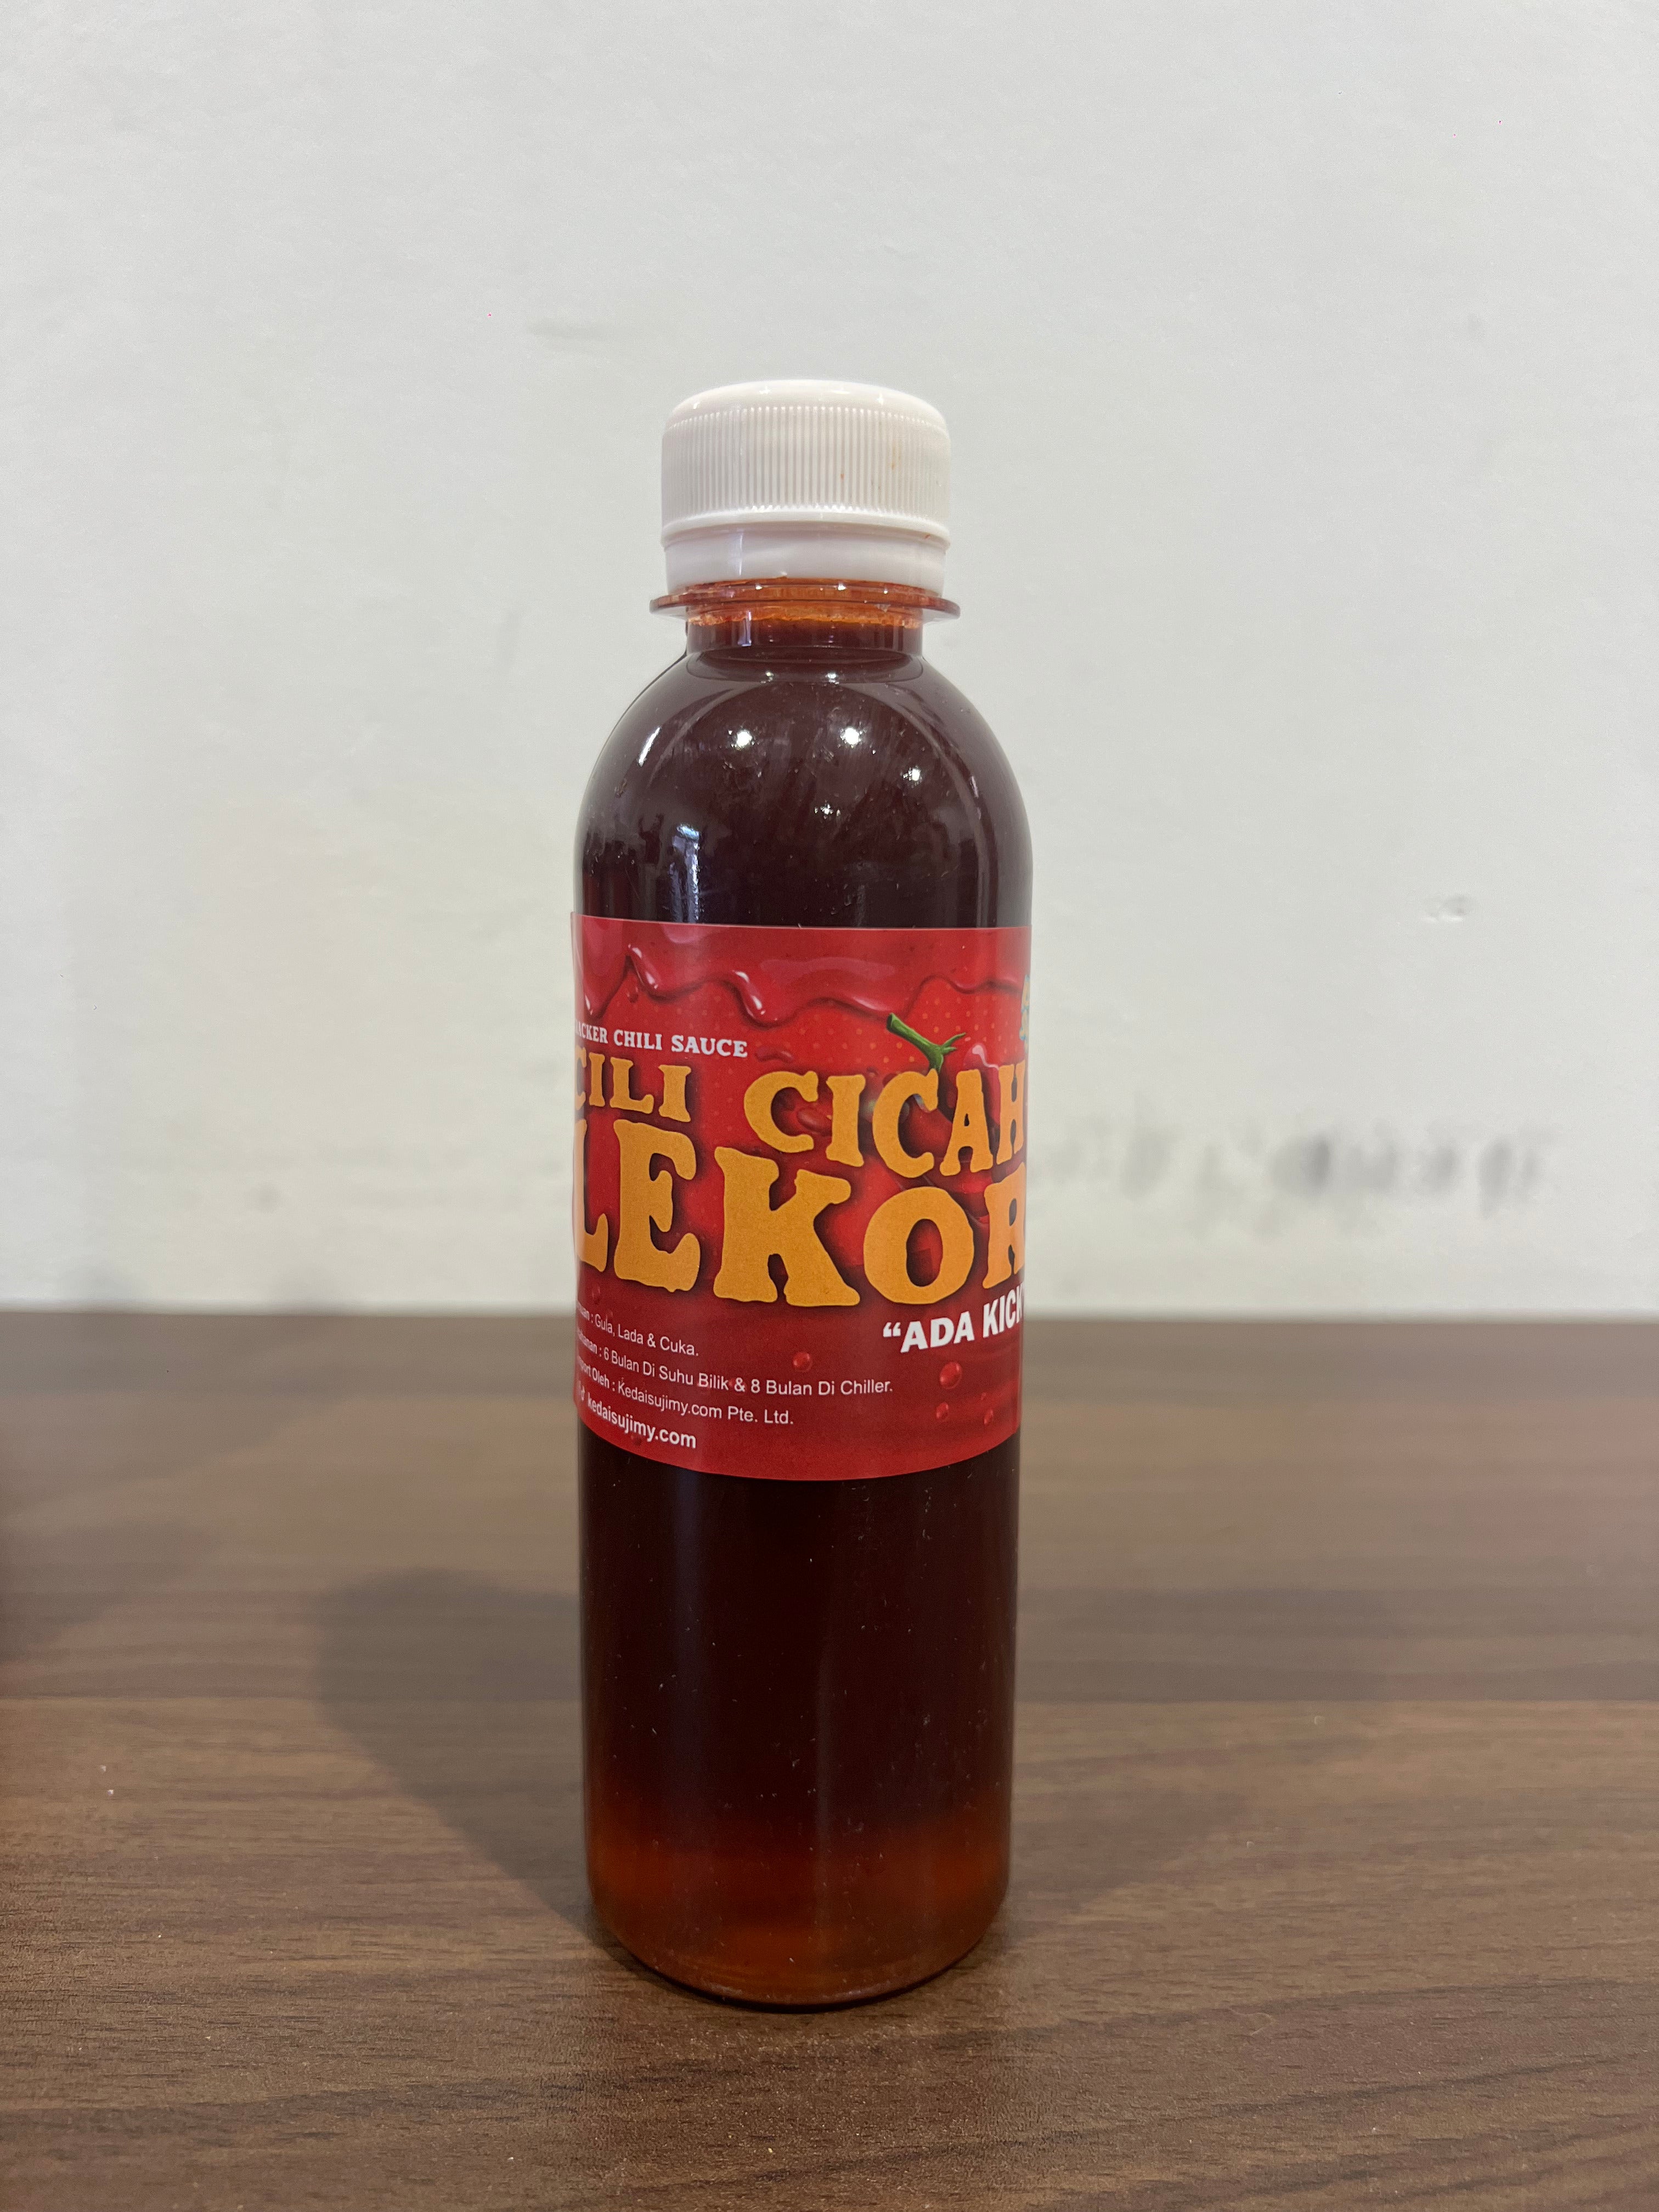 CHILI SAUCE
CILI CICAH
LEKOR
“ADA KICK
: Gula, Lada & Cuka.
: 6 Bulan Di Suhu Bilik & 8 Bulan Di Chiller.
Oleh : Kedaisujimy.com Pte. Ltd.
kedaisujimy.com